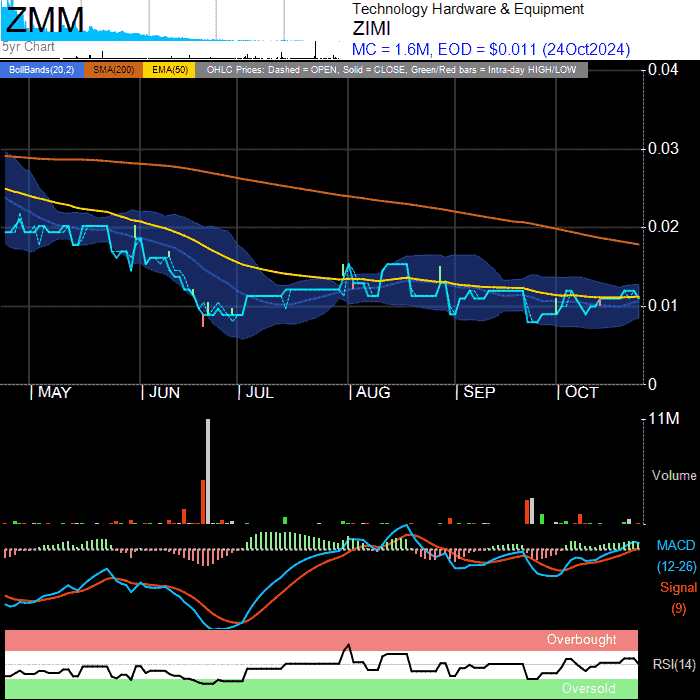 ZMM
5yr Chart
Technology Hardware & Equipment
ZIMI
MC = 1.6M, EOD = $0.011 (24Oct2024)
BollBands(20,2) SMA(200) EMA(50) OHLC Prices: Dashed = OPEN, Solid = CLOSE, Green/Red bars = Intra-day HIGH/LOW
0.04
0.03
0.02
0.01
0
MAY JUN JUL AUG SEP OCT
11M
Volume
MACD
(12-26)
Signal
(9)
Overbought
RSI(14)
Oversold